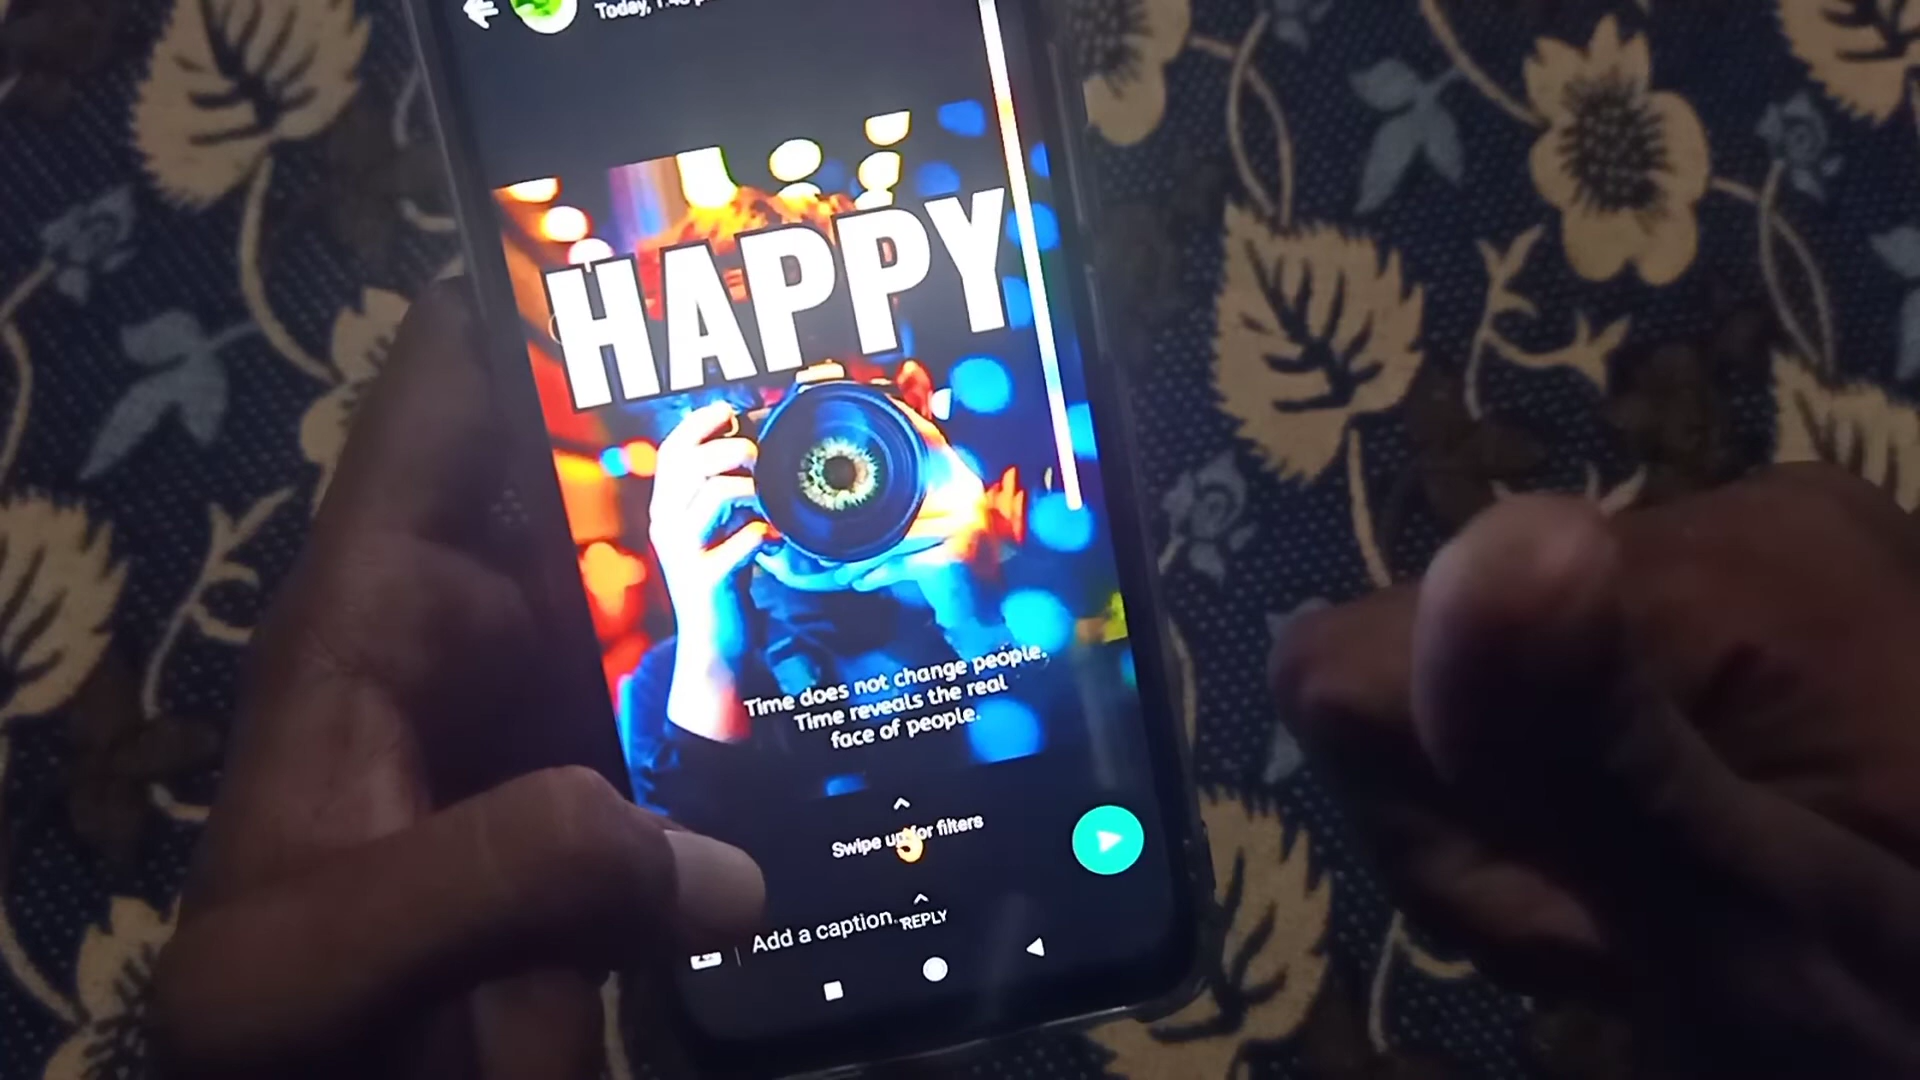 Today,
HAPPY
Time does not change people.
Time reveals the real
face of people.
Swipe up for filters
Add a caption...
REPLY